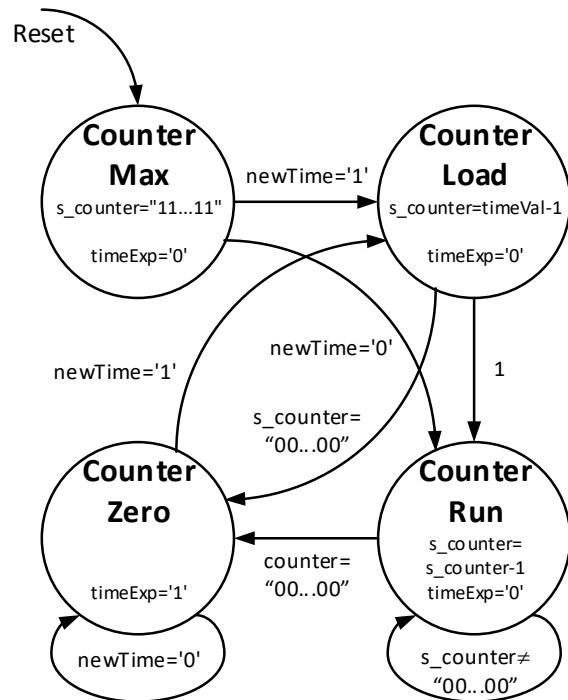 Reset
Counter
Max
s_counter="11...11"
timeExp='0'
newTime='1'
Counter
Load
s_counter=timeVal-1
timeExp='0'
newTime='1'
newTime='0'
1
s_counter=
“00...00”
Counter
Zero
timeExp='1'
newTime='0'
counter=
“00...00”
Counter
Run
s_counter=
s_counter-1
timeExp='0'
s_counter≠
“00...00”